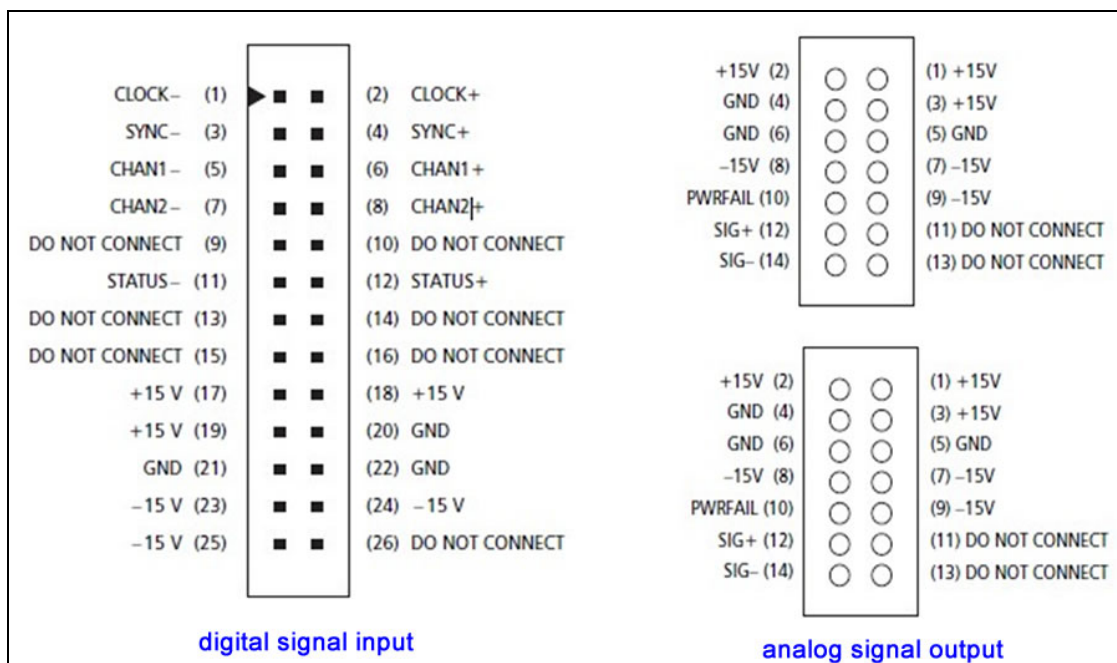 CLOCK– (1) (2) CLOCK+
SYNC– (3) (4) SYNC+
CHAN1– (5) (6) CHAN1+
CHAN2– (7) (8) CHAN2+
DO NOT CONNECT (9) (10) DO NOT CONNECT
STATUS– (11) (12) STATUS+
DO NOT CONNECT (13) (14) DO NOT CONNECT
DO NOT CONNECT (15) (16) DO NOT CONNECT
+15 V (17) (18) +15 V
+15 V (19) (20) GND
GND (21) (22) GND
–15 V (23) (24) –15 V
–15 V (25) (26) DO NOT CONNECT
digital signal input
+15V (2) (1) +15V
GND (4) (3) +15V
GND (6) (5) GND
–15V (8) (7) –15V
PWRFAIL (10) (9) –15V
SIG+ (12) (11) DO NOT CONNECT
SIG– (14) (13) DO NOT CONNECT
+15V (2) (1) +15V
GND (4) (3) +15V
GND (6) (5) GND
–15V (8) (7) –15V
PWRFAIL (10) (9) –15V
SIG+ (12) (11) DO NOT CONNECT
SIG– (14) (13) DO NOT CONNECT
analog signal output